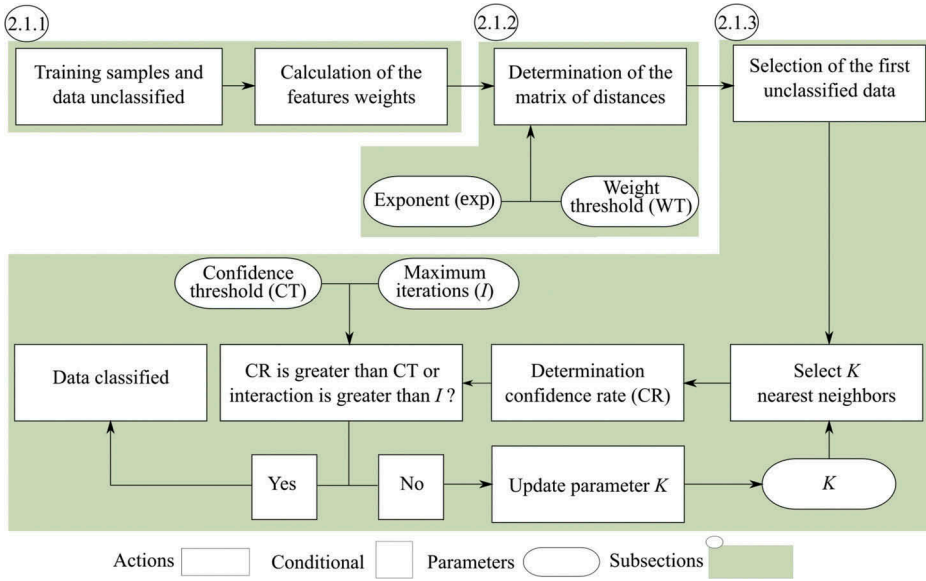 2.1.1
2.1.2
2.1.3
Training samples and
data unclassified
Calculation of the
features weights
Determination of the
matrix of distances
Selection of the first
unclassified data
Exponent (exp)
Weight
threshold (WT)
Confidence
threshold (CT)
Maximum
iterations (I)
Data classified
CR is greater than CT or
interaction is greater than I ?
Determination
confidence rate (CR)
Select K
nearest neighbors
Yes
No
Update parameter K
K
Actions
Conditional
Parameters
Subsections